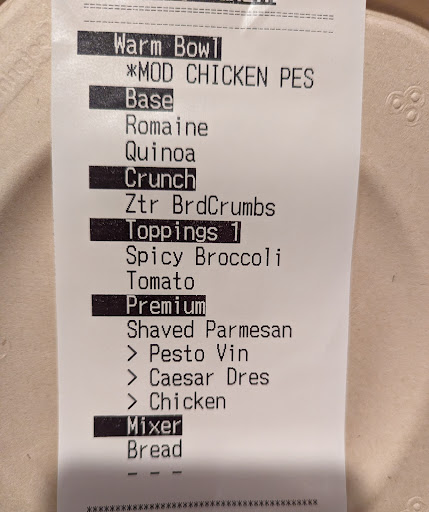 Warm Bowl
*MOD CHICKEN PES
Base
Romaine
Quinoa
Crunch
Ztr BrdCrumbs
Toppings 1
Spicy Broccoli
Tomato
Premium
Shaved Parmesan
> Pesto Vin
> Caesar Dres
> Chicken
Mixer
Bread
- - -
**********************************